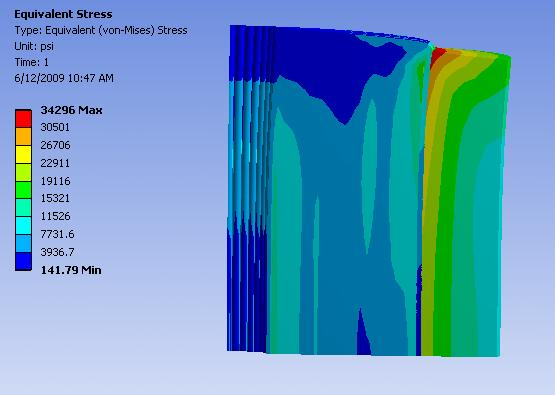 Equivalent Stress
Type: Equivalent (von-Mises) Stress
Unit: psi
Time: 1
6/12/2009 10:47 AM
34296 Max
30501
26706
22911
19116
15321
11526
7731.6
3936.7
141.79 Min